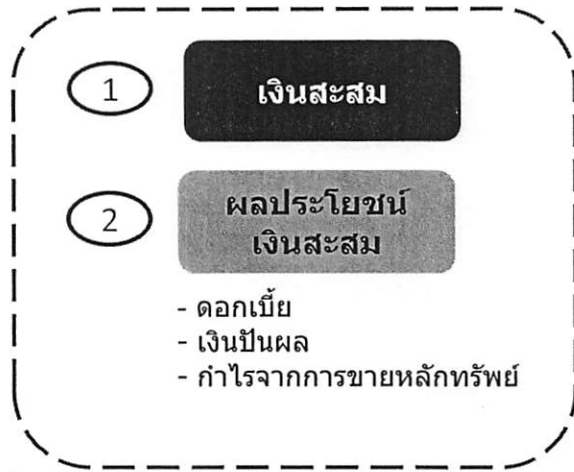 1
เงินสะสม
2
ผลประโยชน์
เงินสะสม
- ดอกเบี้ย
- เงินปันผล
- กำไรจากการขายหลักทรัพย์